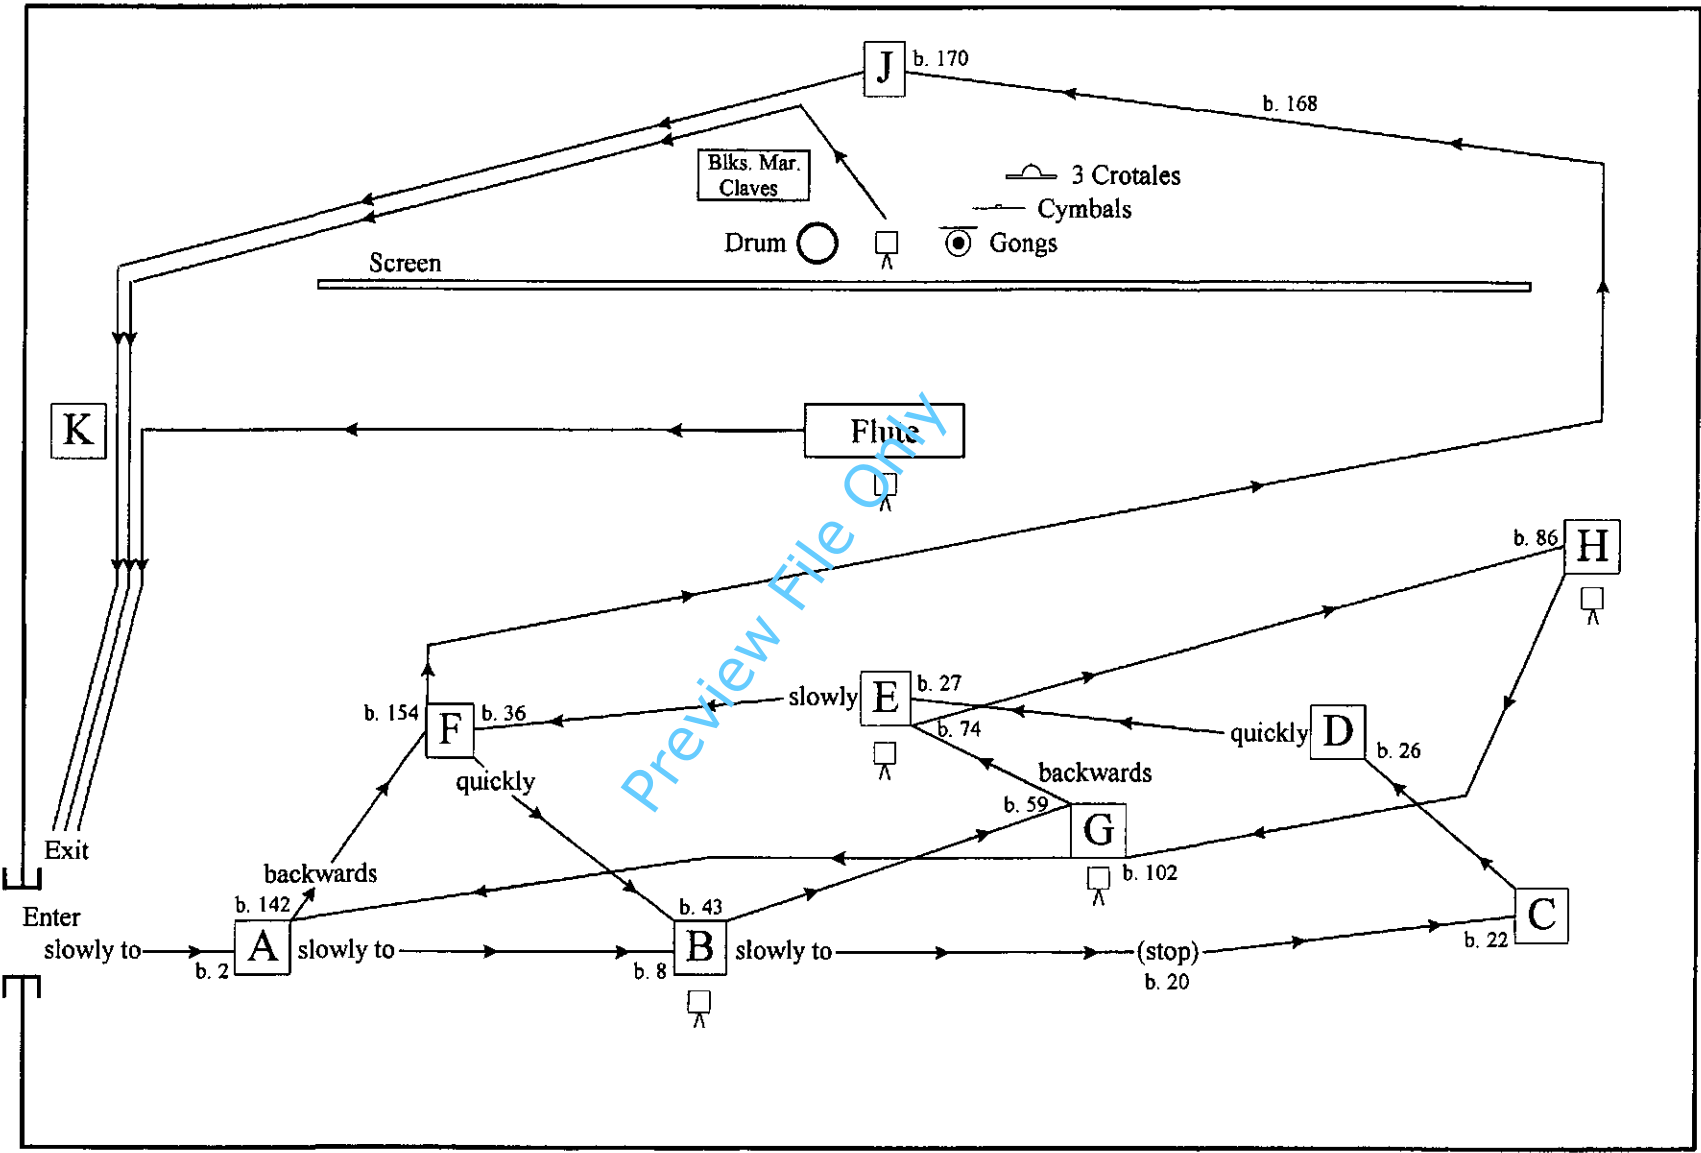 J
b. 170
b. 168
Blks. Mar.
Claves
3 Crotales
Cymbals
Drum
Gongs
Screen
K
Flute
Preview File Only
b. 86
H
slowly
E
b. 27
b. 154
F
b. 36
b. 74
quickly
D
b. 26
quickly
backwards
b. 59
G
Exit
backwards
b. 102
b. 142
b. 43
Enter
C
slowly to
A
slowly to
B
slowly to
(stop)
b. 22
b. 2
b. 8
b. 20